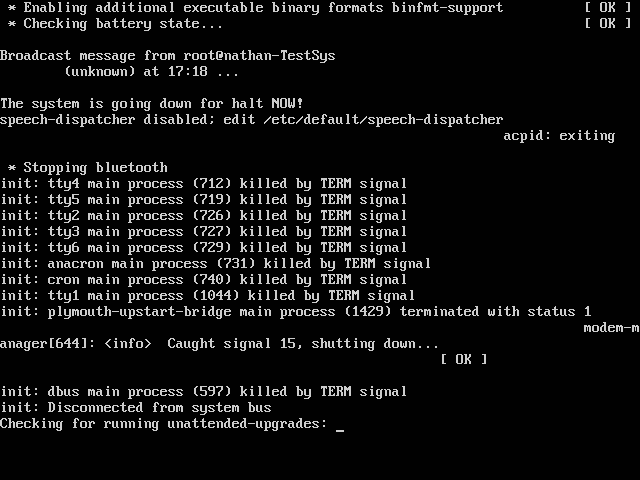 * Enabling additional executable binary formats binfmt-support [ OK ]
* Checking battery state... [ OK ]
Broadcast message from root@nathan-TestSys
(unknown) at 17:18 ...
The system is going down for halt NOW!
speech-dispatcher disabled; edit /etc/default/speech-dispatcher
acpid: exiting
* Stopping bluetooth
init: tty4 main process (712) killed by TERM signal
init: tty5 main process (719) killed by TERM signal
init: tty2 main process (726) killed by TERM signal
init: tty3 main process (727) killed by TERM signal
init: tty6 main process (729) killed by TERM signal
init: anacron main process (731) killed by TERM signal
init: cron main process (740) killed by TERM signal
init: tty1 main process (1044) killed by TERM signal
init: plymouth-upstart-bridge main process (1429) terminated with status 1
modem-m
anager[644]: <info>  Caught signal 15, shutting down...
[ OK ]
init: dbus main process (597) killed by TERM signal
init: Disconnected from system bus
Checking for running unattended-upgrades: _